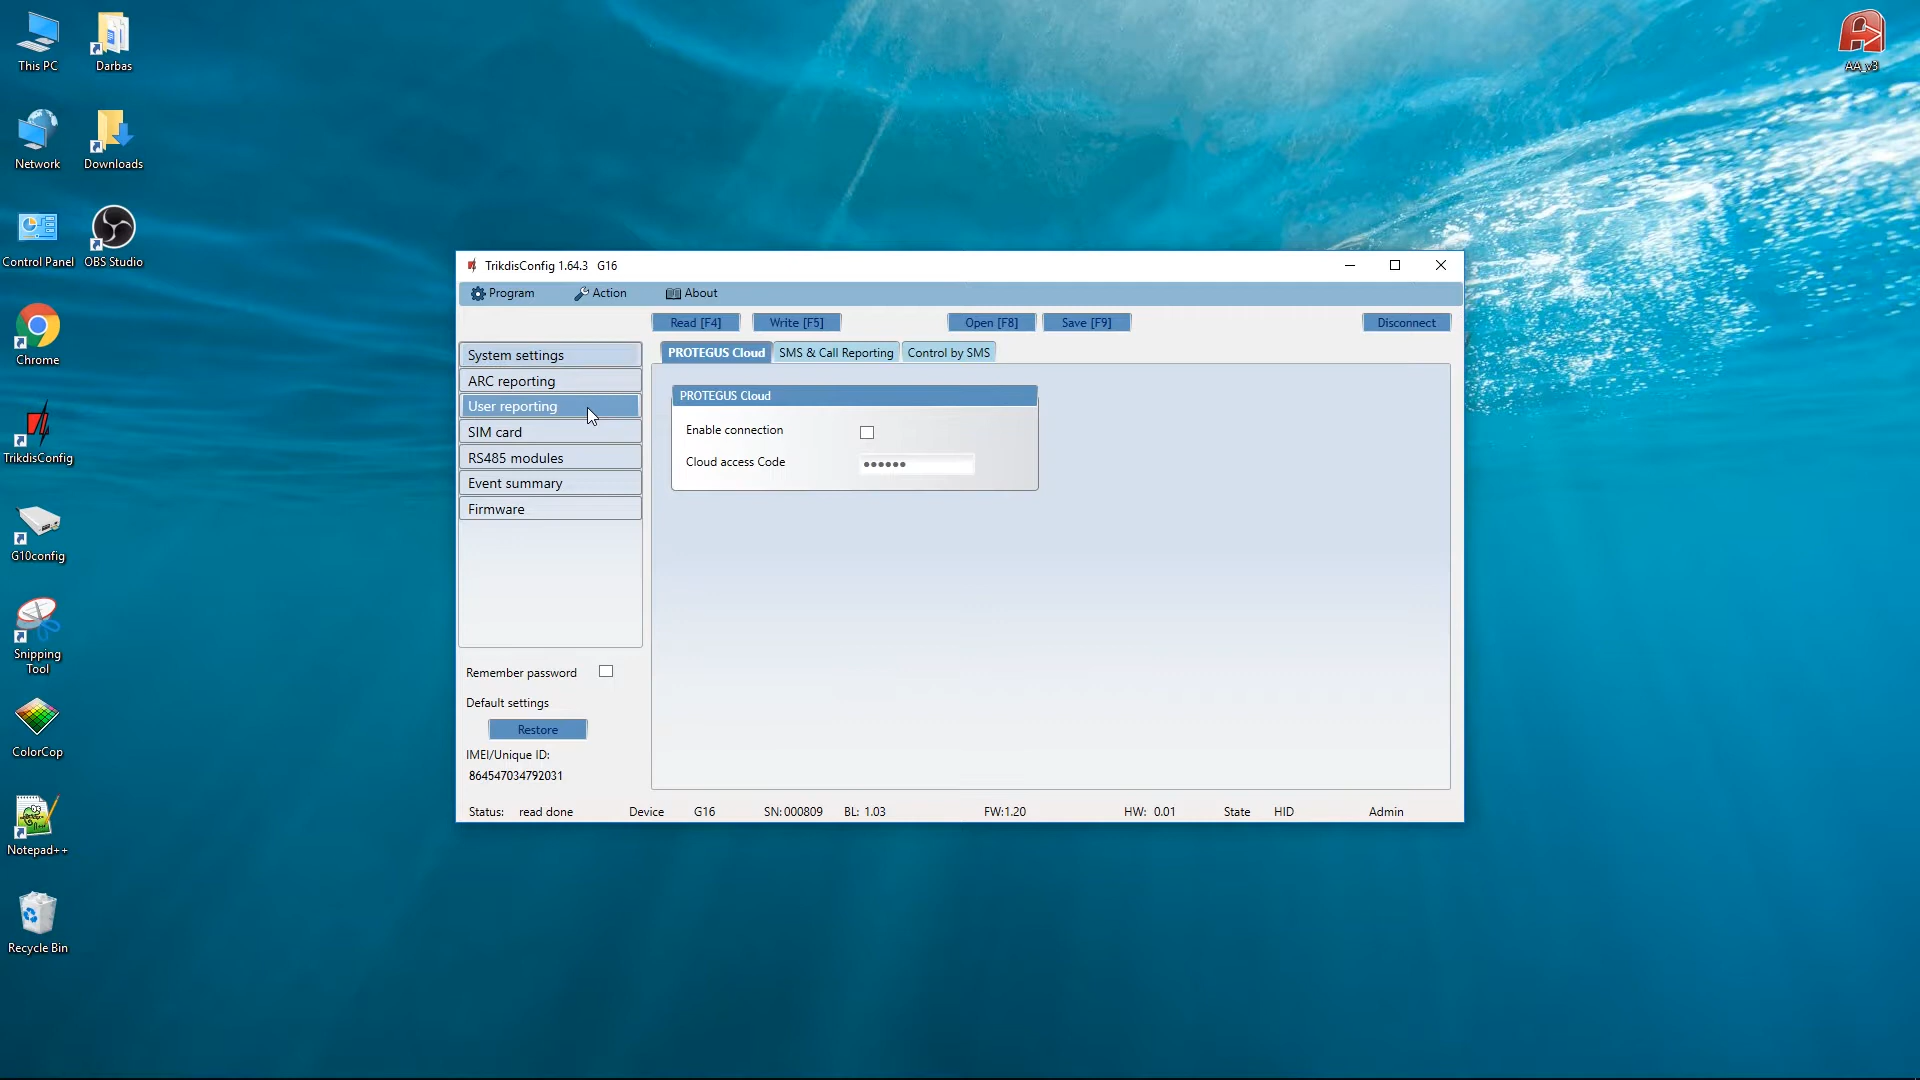 This PC
Darbas
AA_v3
Network
Downloads
Control Panel
OBS Studio
Chrome
TrikdisConfig
G10config
Snipping
Tool
ColorCop
Notepad++
Recycle Bin
TrikdisConfig 1.64.3 G16
Program
Action
About
Read [F4]
Write [F5]
Open [F8]
Save [F9]
Disconnect
System settings
ARC reporting
User reporting
SIM card
RS485 modules
Event summary
Firmware
PROTEGUS Cloud
SMS & Call Reporting
Control by SMS
PROTEGUS Cloud
Enable connection
Cloud access Code
Remember password
Default settings
Restore
IMEI/Unique ID:
864547034792031
Status: read done Device G16 SN:000809 BL: 1.03 FW:1.20 HW: 0.01 State HID Admin